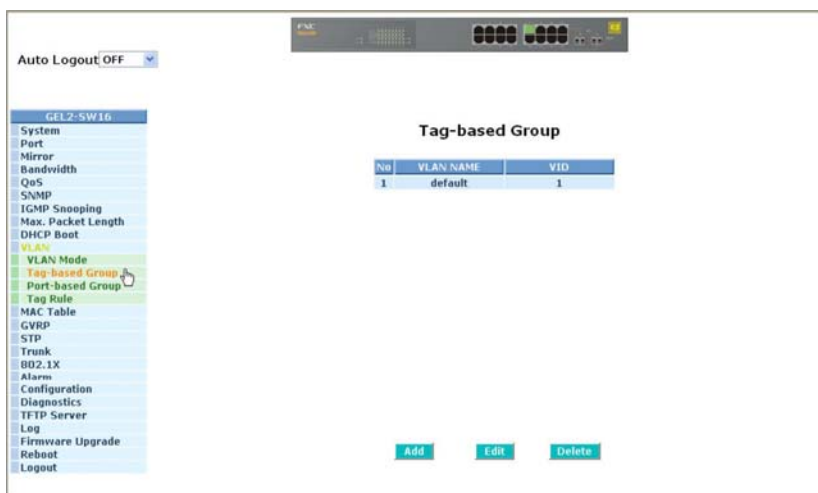 FXC
Auto Logout OFF
GEL2-SW16
System
Port
Mirror
Bandwidth
QoS
SNMP
IGMP Snooping
Max. Packet Length
DHCP Boot
VLAN
VLAN Mode
Tag-based Group
Port-based Group
Tag Rule
MAC Table
GVRP
STP
Trunk
802.1X
Alarm
Configuration
Diagnostics
TFTP Server
Log
Firmware Upgrade
Reboot
Logout
Tag-based Group
No VLAN NAME VID
1 default 1
Add Edit Delete